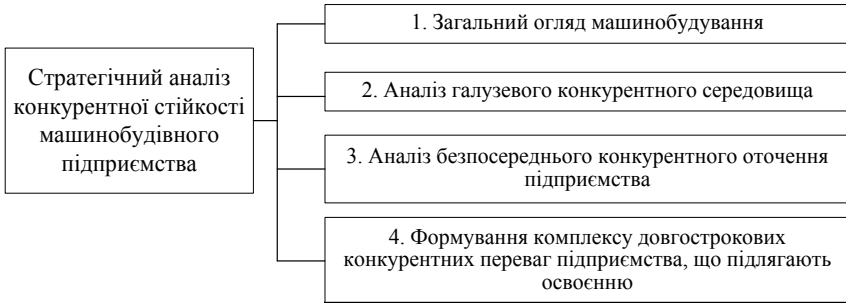 Стратегічний аналіз
конкурентної стійкості
машинобудівного
підприємства
1. Загальний огляд машинобудування
2. Аналіз галузевого конкурентного середовища
3. Аналіз безпосереднього конкурентного оточення
підприємства
4. Формування комплексу довгострокових
конкурентних переваг підприємства, що підлягають
освоєнню